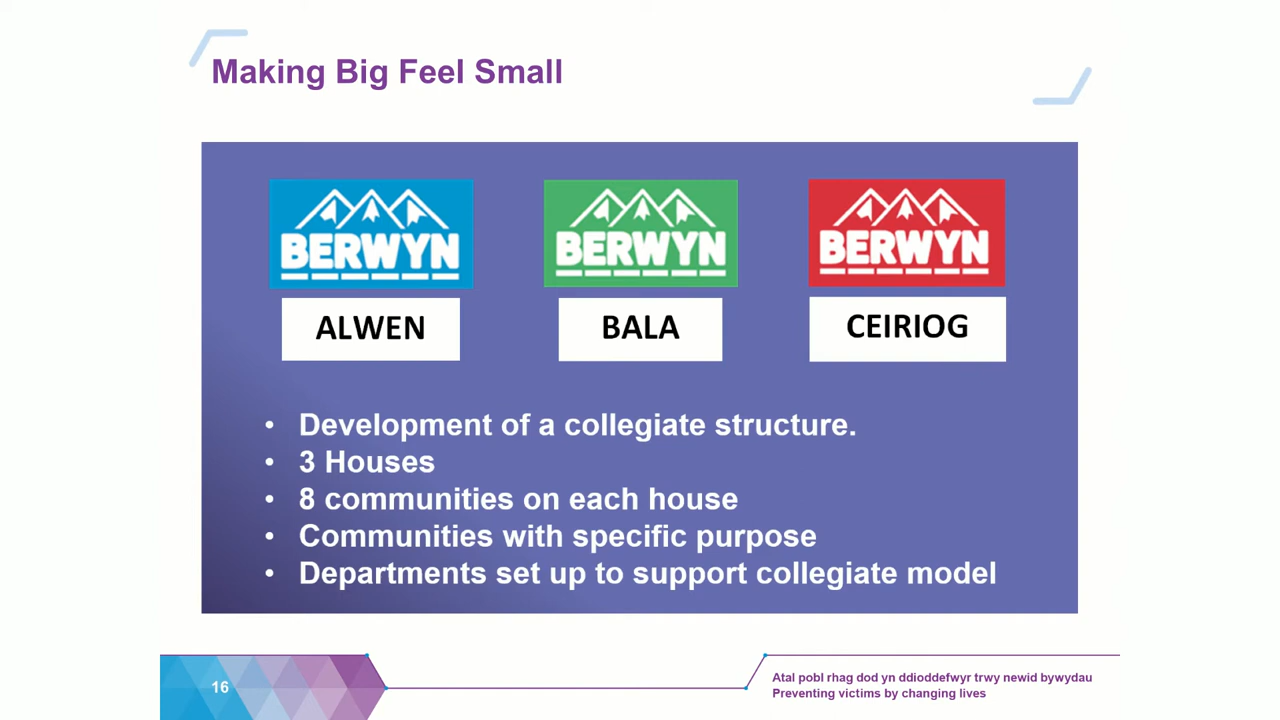 Making Big Feel Small
BERWYN
BERWYN
BERWYN
ALWEN
BALA
CEIRIOG
• Development of a collegiate structure.
• 3 Houses
• 8 communities on each house
• Communities with specific purpose
• Departments set up to support collegiate model
16
Atal pobl rhag dod yn ddioddefwyr trwy newid bywydau
Preventing victims by changing lives